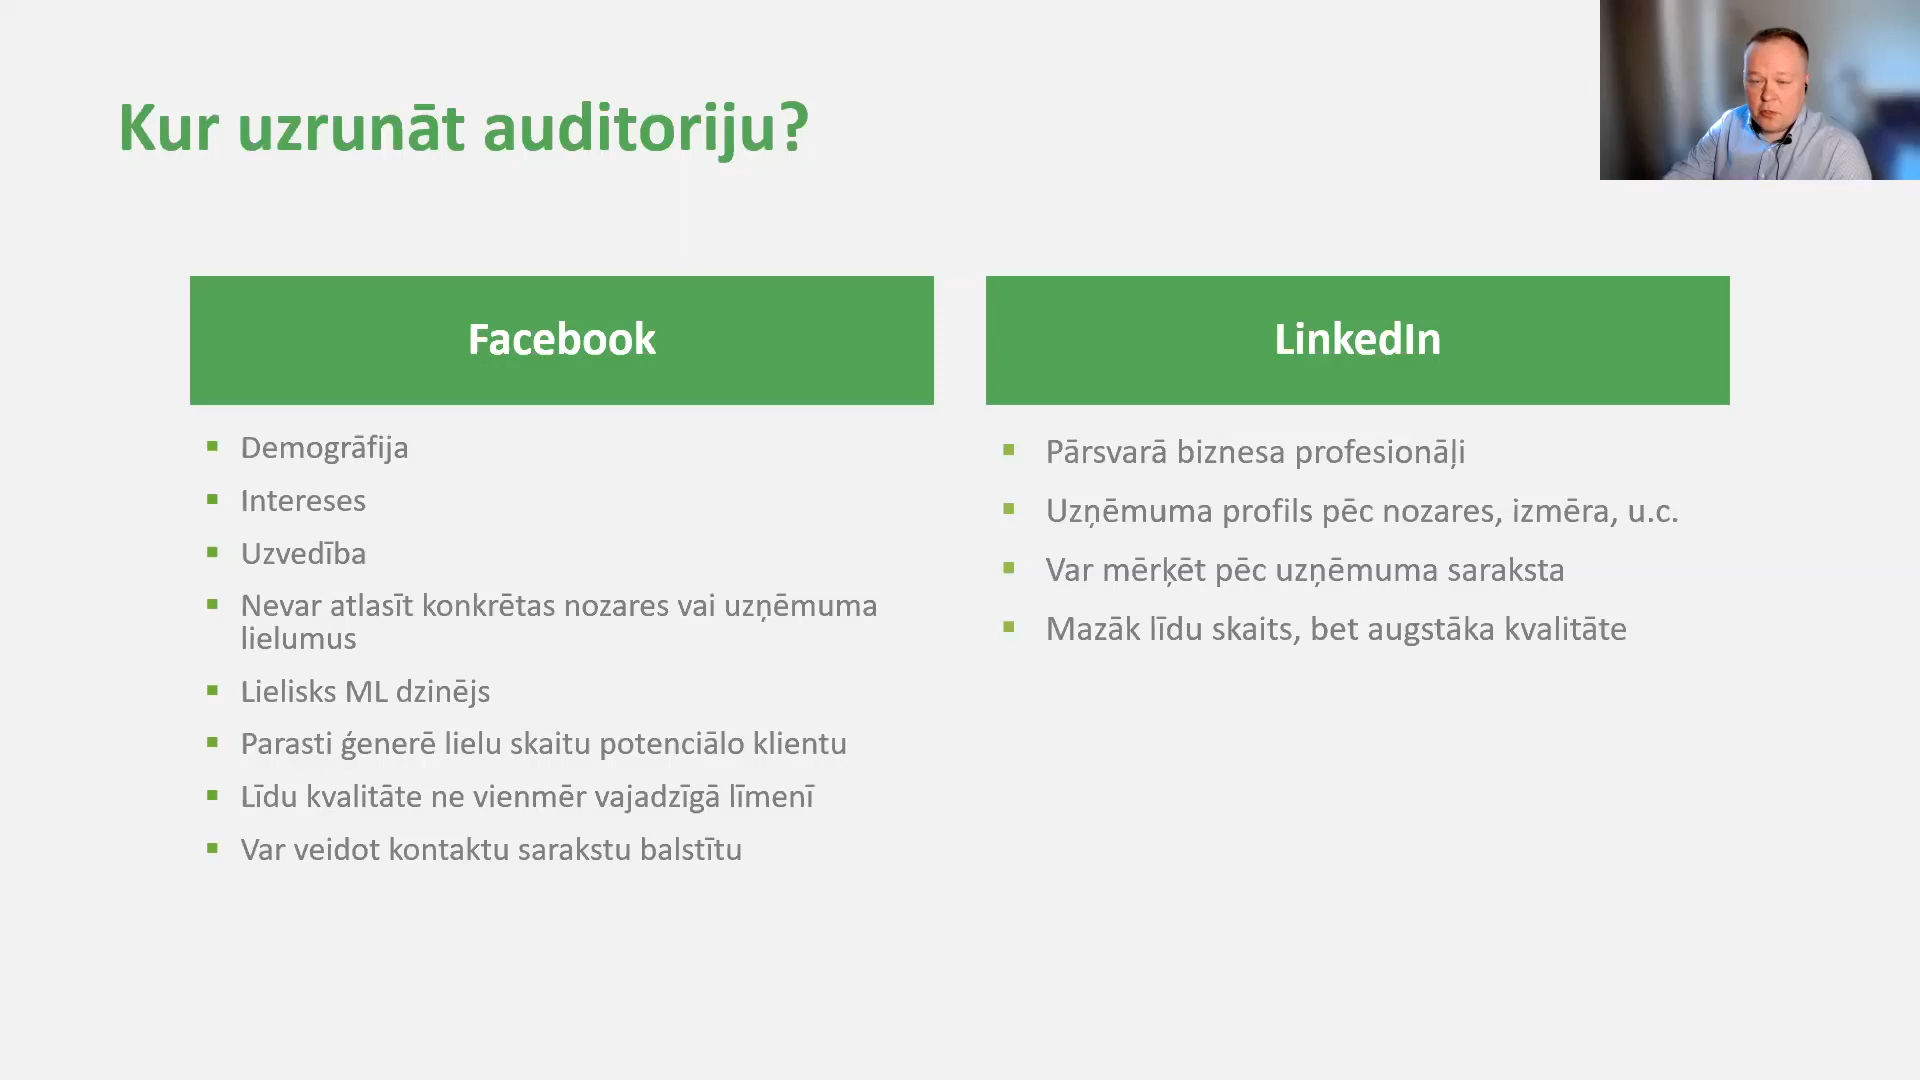 Kur uzrunāt auditoriju?
Facebook
Demogrāfija
Intereses
Uzvedība
Nevar atlasīt konkrētas nozares vai uzņēmuma
lielumus
Lielisks ML dzinējs
Parasti ģenerē lielu skaitu potenciālo klientu
Līdu kvalitāte ne vienmēr vajadzīgā līmenī
Var veidot kontaktu sarakstu balstītu
LinkedIn
Pārsvarā biznesa profesionāļi
Uzņēmuma profils pēc nozares, izmēra, u.c.
Var mērķēt pēc uzņēmuma saraksta
Mazāk līdu skaits, bet augstāka kvalitāte